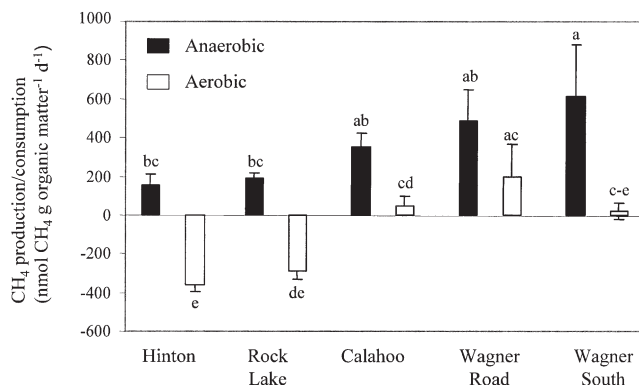 CH₄ production/consumption
(nmol CH₄ g organic matter⁻¹ d⁻¹)
1000
800
600
400
200
0
-200
-400
-600
Anaerobic
Aerobic
bc
e
bc
de
ab
cd
ab
ac
a
c-e
Hinton
Rock
Lake
Calahoo
Wagner
Road
Wagner
South